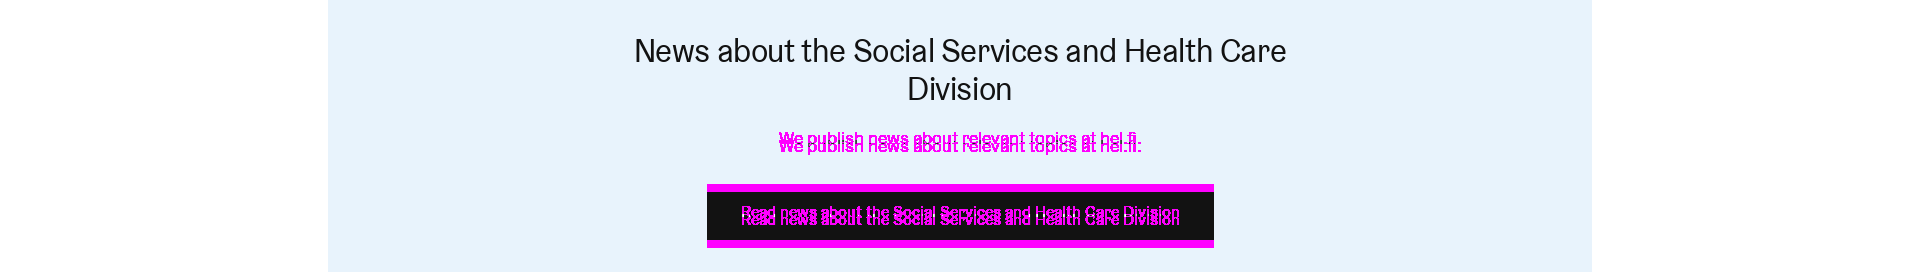 News about the Social Services and Health Care
Division
We publish news about relevant topics at hel.fi.
Read news about the Social Services and Health Care Division